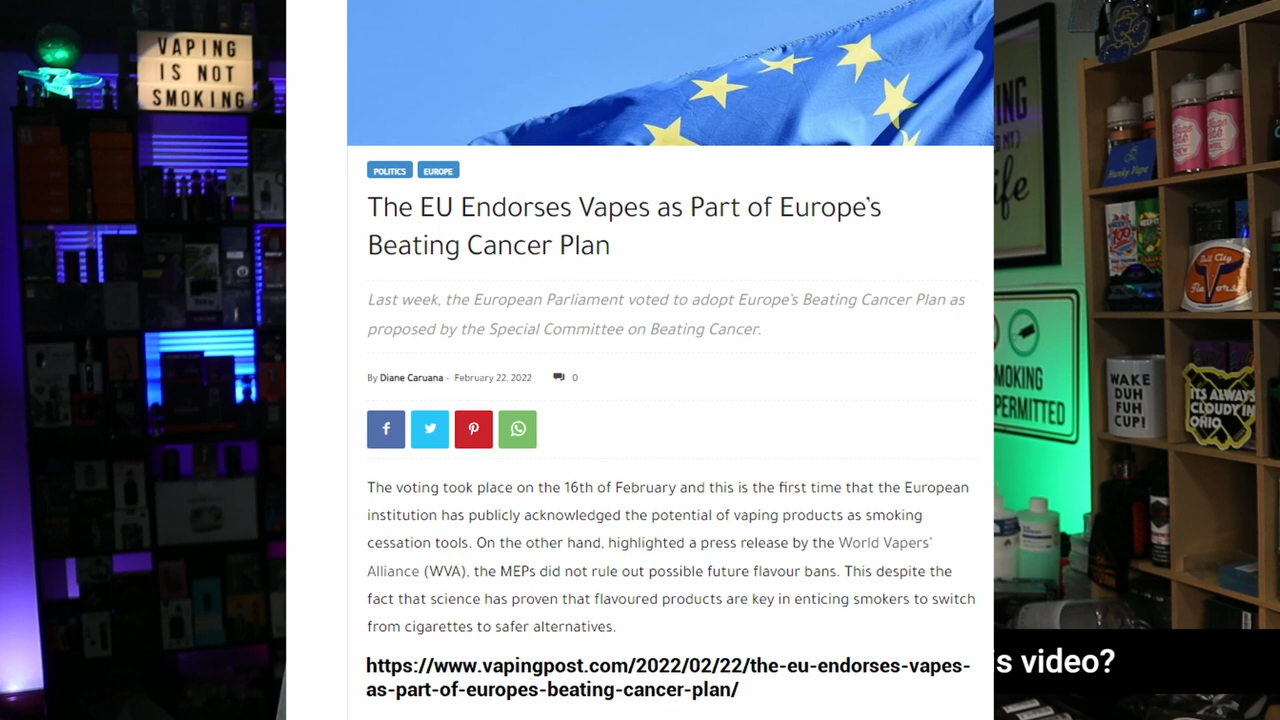 VAPING
IS NOT
SMOKING
POLITICS
EUROPE
The EU Endorses Vapes as Part of Europe's
Beating Cancer Plan
Last week, the European Parliament voted to adopt Europe's Beating Cancer Plan as
proposed by the Special Committee on Beating Cancer.
By Diane Caruana - February 22, 2022 0
The voting took place on the 16th of February and this is the first time that the European
institution has publicly acknowledged the potential of vaping products as smoking
cessation tools. On the other hand, highlighted a press release by the World Vapers'
Alliance (WVA), the MEPs did not rule out possible future flavour bans. This despite the
fact that science has proven that flavoured products are key in enticing smokers to switch
from cigarettes to safer alternatives.
https://www.vapingpost.com/2022/02/22/the-eu-endorses-vapes-
as-part-of-europes-beating-cancer-plan/
ING
MOKING
PERMITTED
WAKE
DUH
FUH
CUP!
ITS ALWAYS
CLOUDY IN
OHIO
's video?